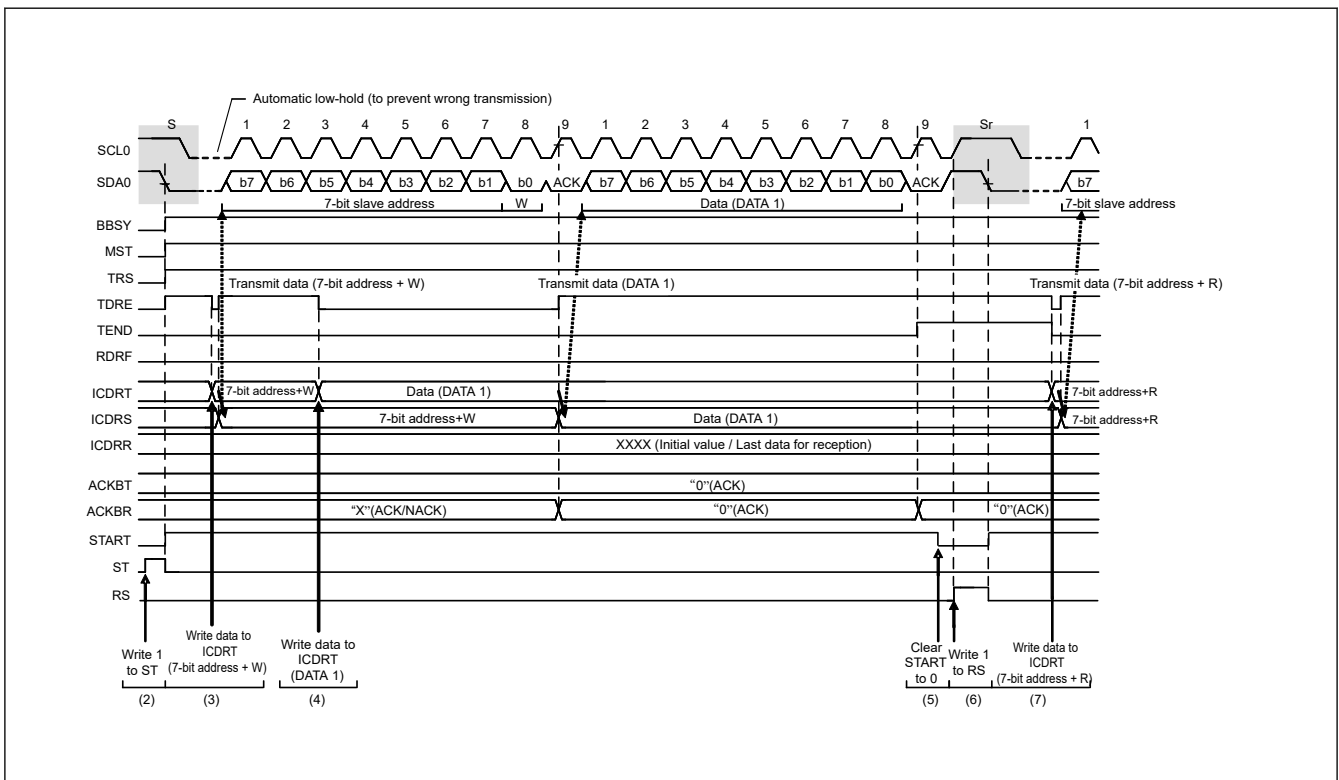 Automatic low-hold (to prevent wrong transmission)
S 1 2 3 4 5 6 7 8 9 1 2 3 4 5 6 7 8 9 Sr 1
SCL0
SDA0 b7 b6 b5 b4 b3 b2 b1 b0 ACK b7 b6 b5 b4 b3 b2 b1 b0 ACK b7
7-bit slave address W Data (DATA 1) 7-bit slave address
BBSY
MST
TRS
Transmit data (7-bit address + W) Transmit data (DATA 1) Transmit data (7-bit address + R)
TDRE
TEND
RDRF
ICDRT 7-bit address+W Data (DATA 1) 7-bit address+R
ICDRS 7-bit address+W Data (DATA 1) 7-bit address+R
ICDRR XXXX (Initial value / Last data for reception)
ACKBT “0”(ACK)
ACKBR “X”(ACK/NACK) “0”(ACK) “0”(ACK)
START
ST
RS
Write 1
to ST
Write data to
ICDRT
(7-bit address + W)
Write data to
ICDRT
(DATA 1)
Clear
START
to 0
Write 1
to RS
Write data to
ICDRT
(7-bit address + R)
(2) (3) (4) (5) (6) (7)